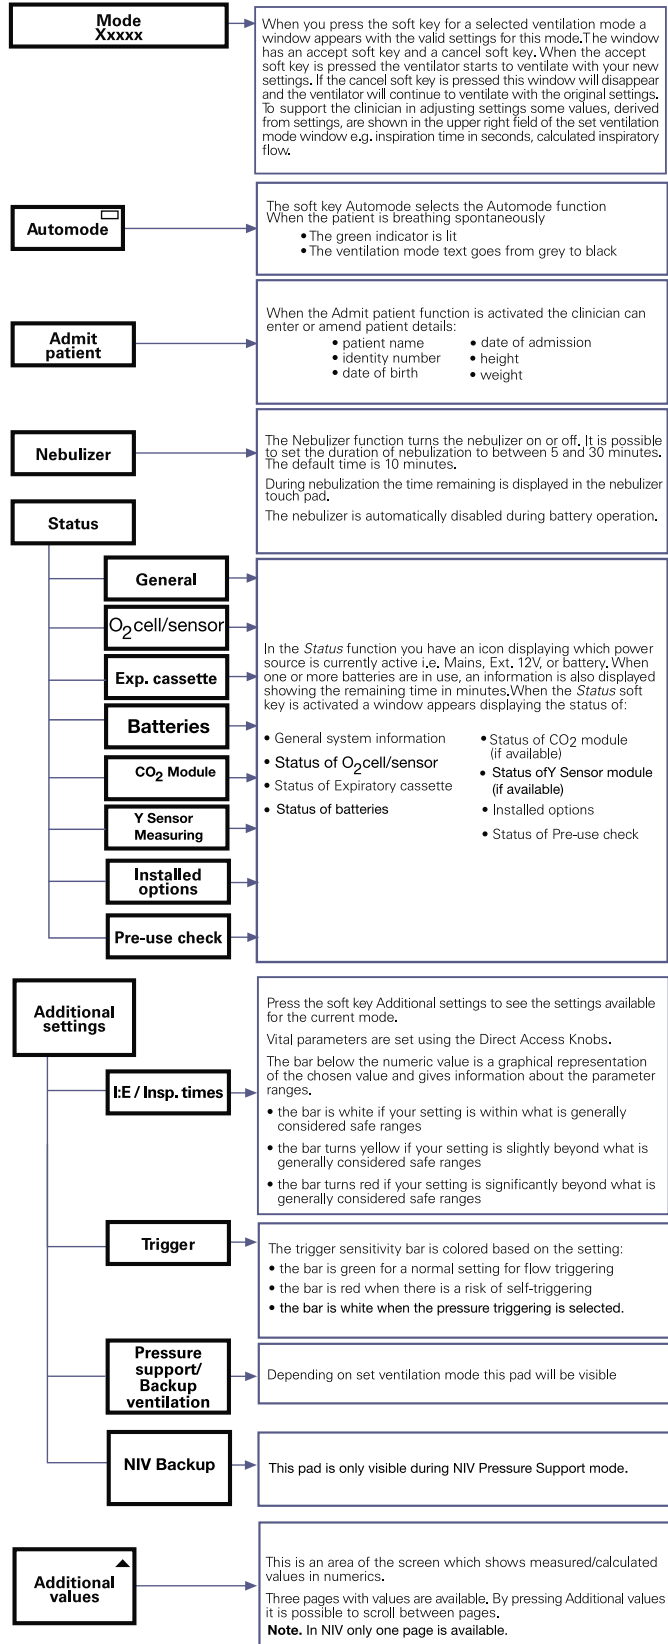 Mode
Xxxxx
When you press the soft key for a selected ventilation mode a
window appears with the valid settings for this mode.The window
has an accept soft key and a cancel soft key. When the accept
soft key is pressed the ventilator starts to ventilate with your new
settings. If the cancel soft key is pressed this window will disappear
and the ventilator will continue to ventilate with the original settings.
To support the clinician in adjusting settings some values, derived
from settings, are shown in the upper right field of the set ventilation
mode window e.g. inspiration time in seconds, calculated inspiratory
flow.
Automode
The soft key Automode selects the Automode function
When the patient is breathing spontaneously
• The green indicator is lit
• The ventilation mode text goes from grey to black
Admit
patient
When the Admit patient function is activated the clinician can
enter or amend patient details:
• patient name
• identity number
• date of birth
• date of admission
• height
• weight
Nebulizer
The Nebulizer function turns the nebulizer on or off. It is possible
to set the duration of nebulization to between 5 and 30 minutes.
The default time is 10 minutes.
During nebulization the time remaining is displayed in the nebulizer
touch pad.
The nebulizer is automatically disabled during battery operation.
Status
General
O2cell/sensor
Exp. cassette
Batteries
CO2 Module
Y Sensor
Measuring
Installed
options
Pre-use check
In the Status function you have an icon displaying which power
source is currently active i.e. Mains, Ext. 12V, or battery. When
one or more batteries are in use, an information is also displayed
showing the remaining time in minutes.When the Status soft
key is activated a window appears displaying the status of:
• General system information
• Status of O2cell/sensor
• Status of Expiratory cassette
• Status of batteries
• Status of CO2 module
(if available)
• Status ofY Sensor module
(if available)
• Installed options
• Status of Pre-use check
Additional
settings
I:E / Insp. times
Press the soft key Additional settings to see the settings available
for the current mode.
Vital parameters are set using the Direct Access Knobs.
The bar below the numeric value is a graphical representation
of the chosen value and gives information about the parameter
ranges.
• the bar is white if your setting is within what is generally
considered safe ranges
• the bar turns yellow if your setting is slightly beyond what is
generally considered safe ranges
• the bar turns red if your setting is significantly beyond what is
generally considered safe ranges
Trigger
The trigger sensitivity bar is colored based on the setting:
• the bar is green for a normal setting for flow triggering
• the bar is red when there is a risk of self-triggering
• the bar is white when the pressure triggering is selected.
Pressure
support/
Backup
ventilation
Depending on set ventilation mode this pad will be visible
NIV Backup
This pad is only visible during NIV Pressure Support mode.
Additional
values
This is an area of the screen which shows measured/calculated
values in numerics.
Three pages with values are available. By pressing Additional values
it is possible to scroll between pages.
Note. In NIV only one page is available.